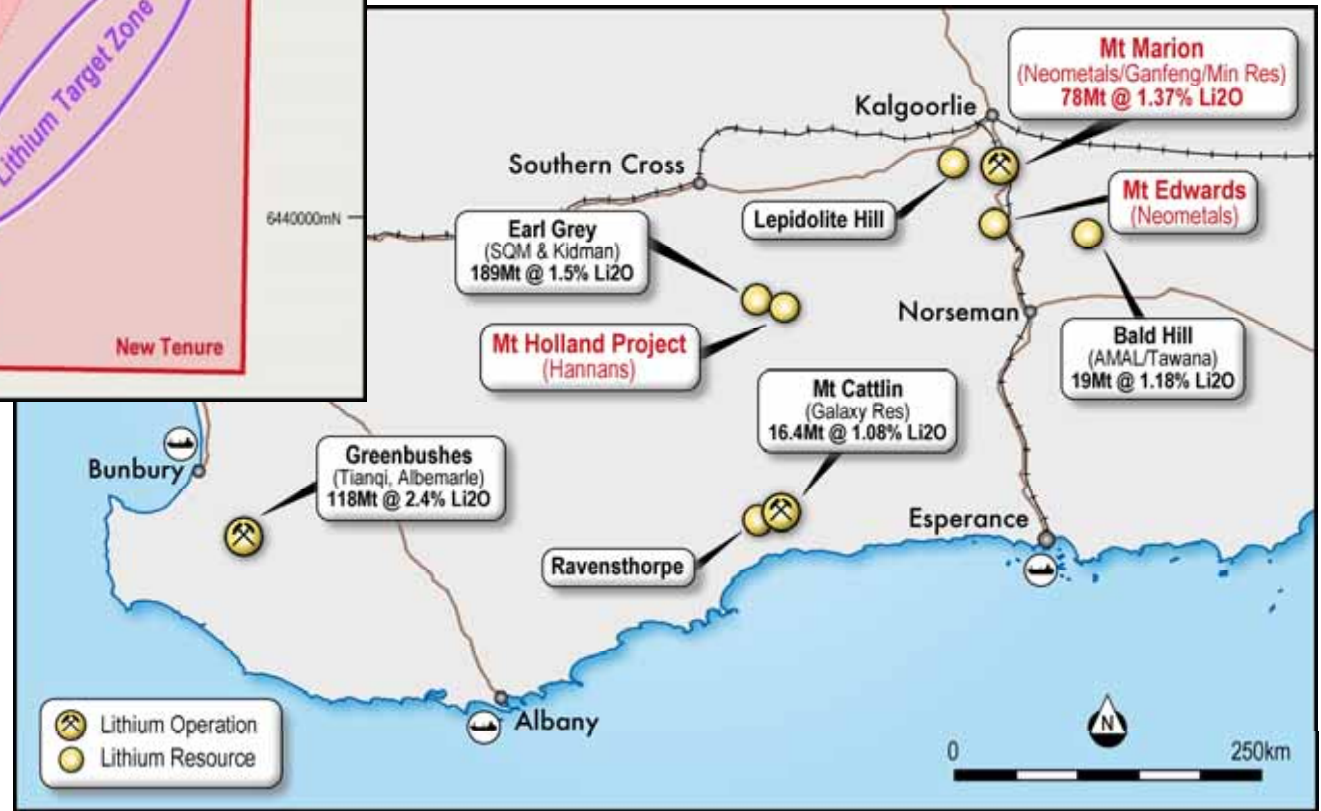 Lithium Target Zone
6440000mN
New Tenure
Mt Marion
(Neometals/Ganfeng/Min Res)
78Mt @ 1.37% Li2O
Kalgoorlie
Southern Cross
Lepidolite Hill
Mt Edwards
(Neometals)
Earl Grey
(SQM & Kidman)
189Mt @ 1.5% Li2O
Mt Holland Project
(Hannans)
Norseman
Bald Hill
(AMAL/Tawana)
19Mt @ 1.18% Li2O
Mt Cattlin
(Galaxy Res)
16.4Mt @ 1.08% Li2O
Bunbury
Greenbushes
(Tianqi, Albemarle)
118Mt @ 2.4% Li2O
Esperance
Ravensthorpe
Albany
Lithium Operation
Lithium Resource
N
0 250km